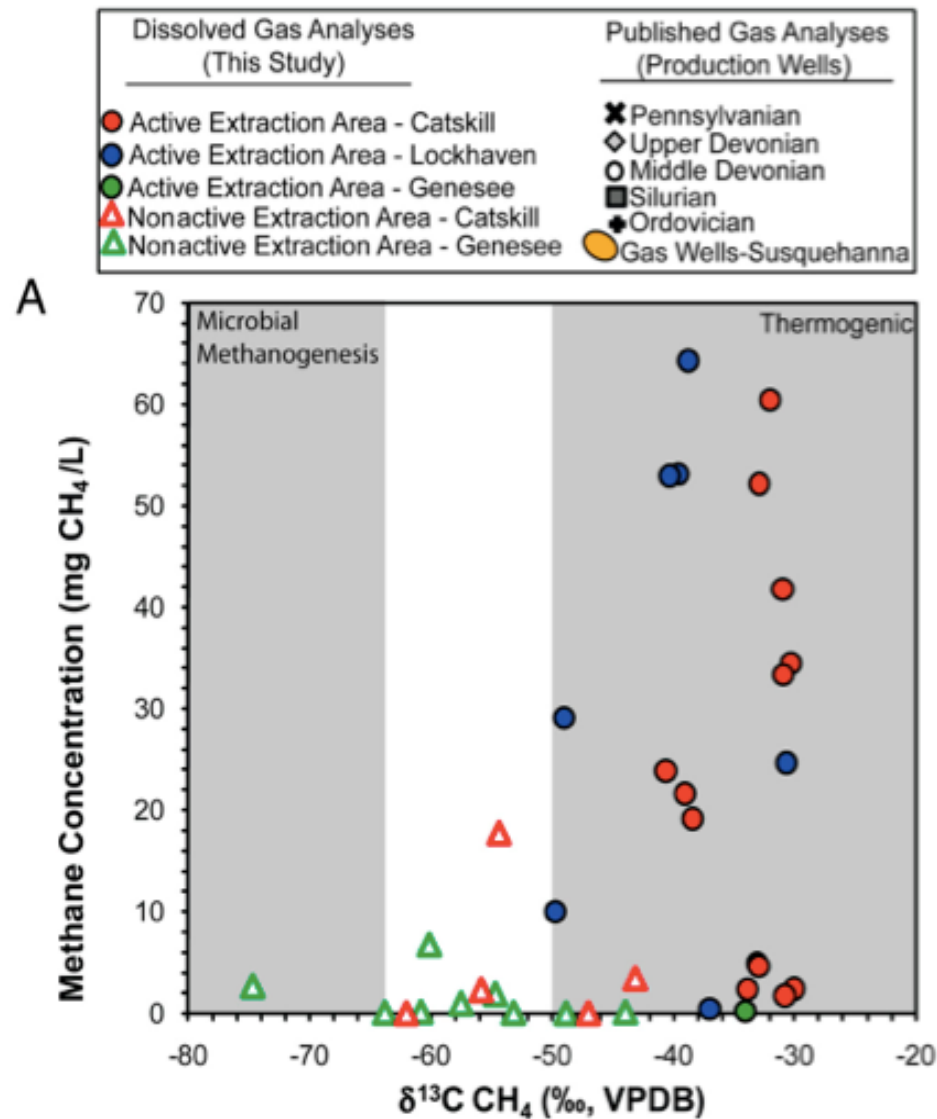 Dissolved Gas Analyses
(This Study)
Active Extraction Area - Catskill
Active Extraction Area - Lockhaven
Active Extraction Area - Genesee
Nonactive Extraction Area - Catskill
Nonactive Extraction Area - Genesee
Published Gas Analyses
(Production Wells)
Pennsylvanian
Upper Devonian
Middle Devonian
Silurian
Ordovician
Gas Wells-Susquehanna
A
Microbial
Methanogenesis
Thermogenic
Methane Concentration (mg CH₄/L)
70
60
50
40
30
20
10
0
-80 -70 -60 -50 -40 -30 -20
δ¹³C CH₄ (‰, VPDB)